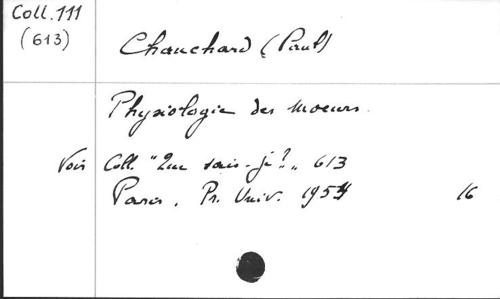 Coll. 111
(613)
Chauchard (Paul)
Physiologie des moeurs.
Voir Coll. "Que sais-je?" 613
Paris, Pr. Univ. 1954 16